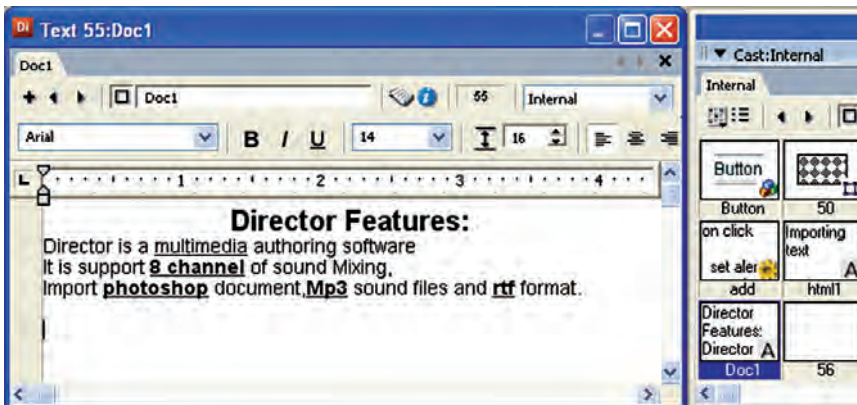 Di Text 55:Doc1
Doc1
Doc1 55 Internal
Arial B I U 14 16
1 2 3 4
Director Features:
Director is a multimedia authoring software
It is support 8 channel of sound Mixing,
Import photoshop document,Mp3 sound files and rtf format.
Cast:Internal
Internal
Button
Button 50
on click
set aler
Importing
text
A
add html1
Director
Features:
Director A
Doc1 56